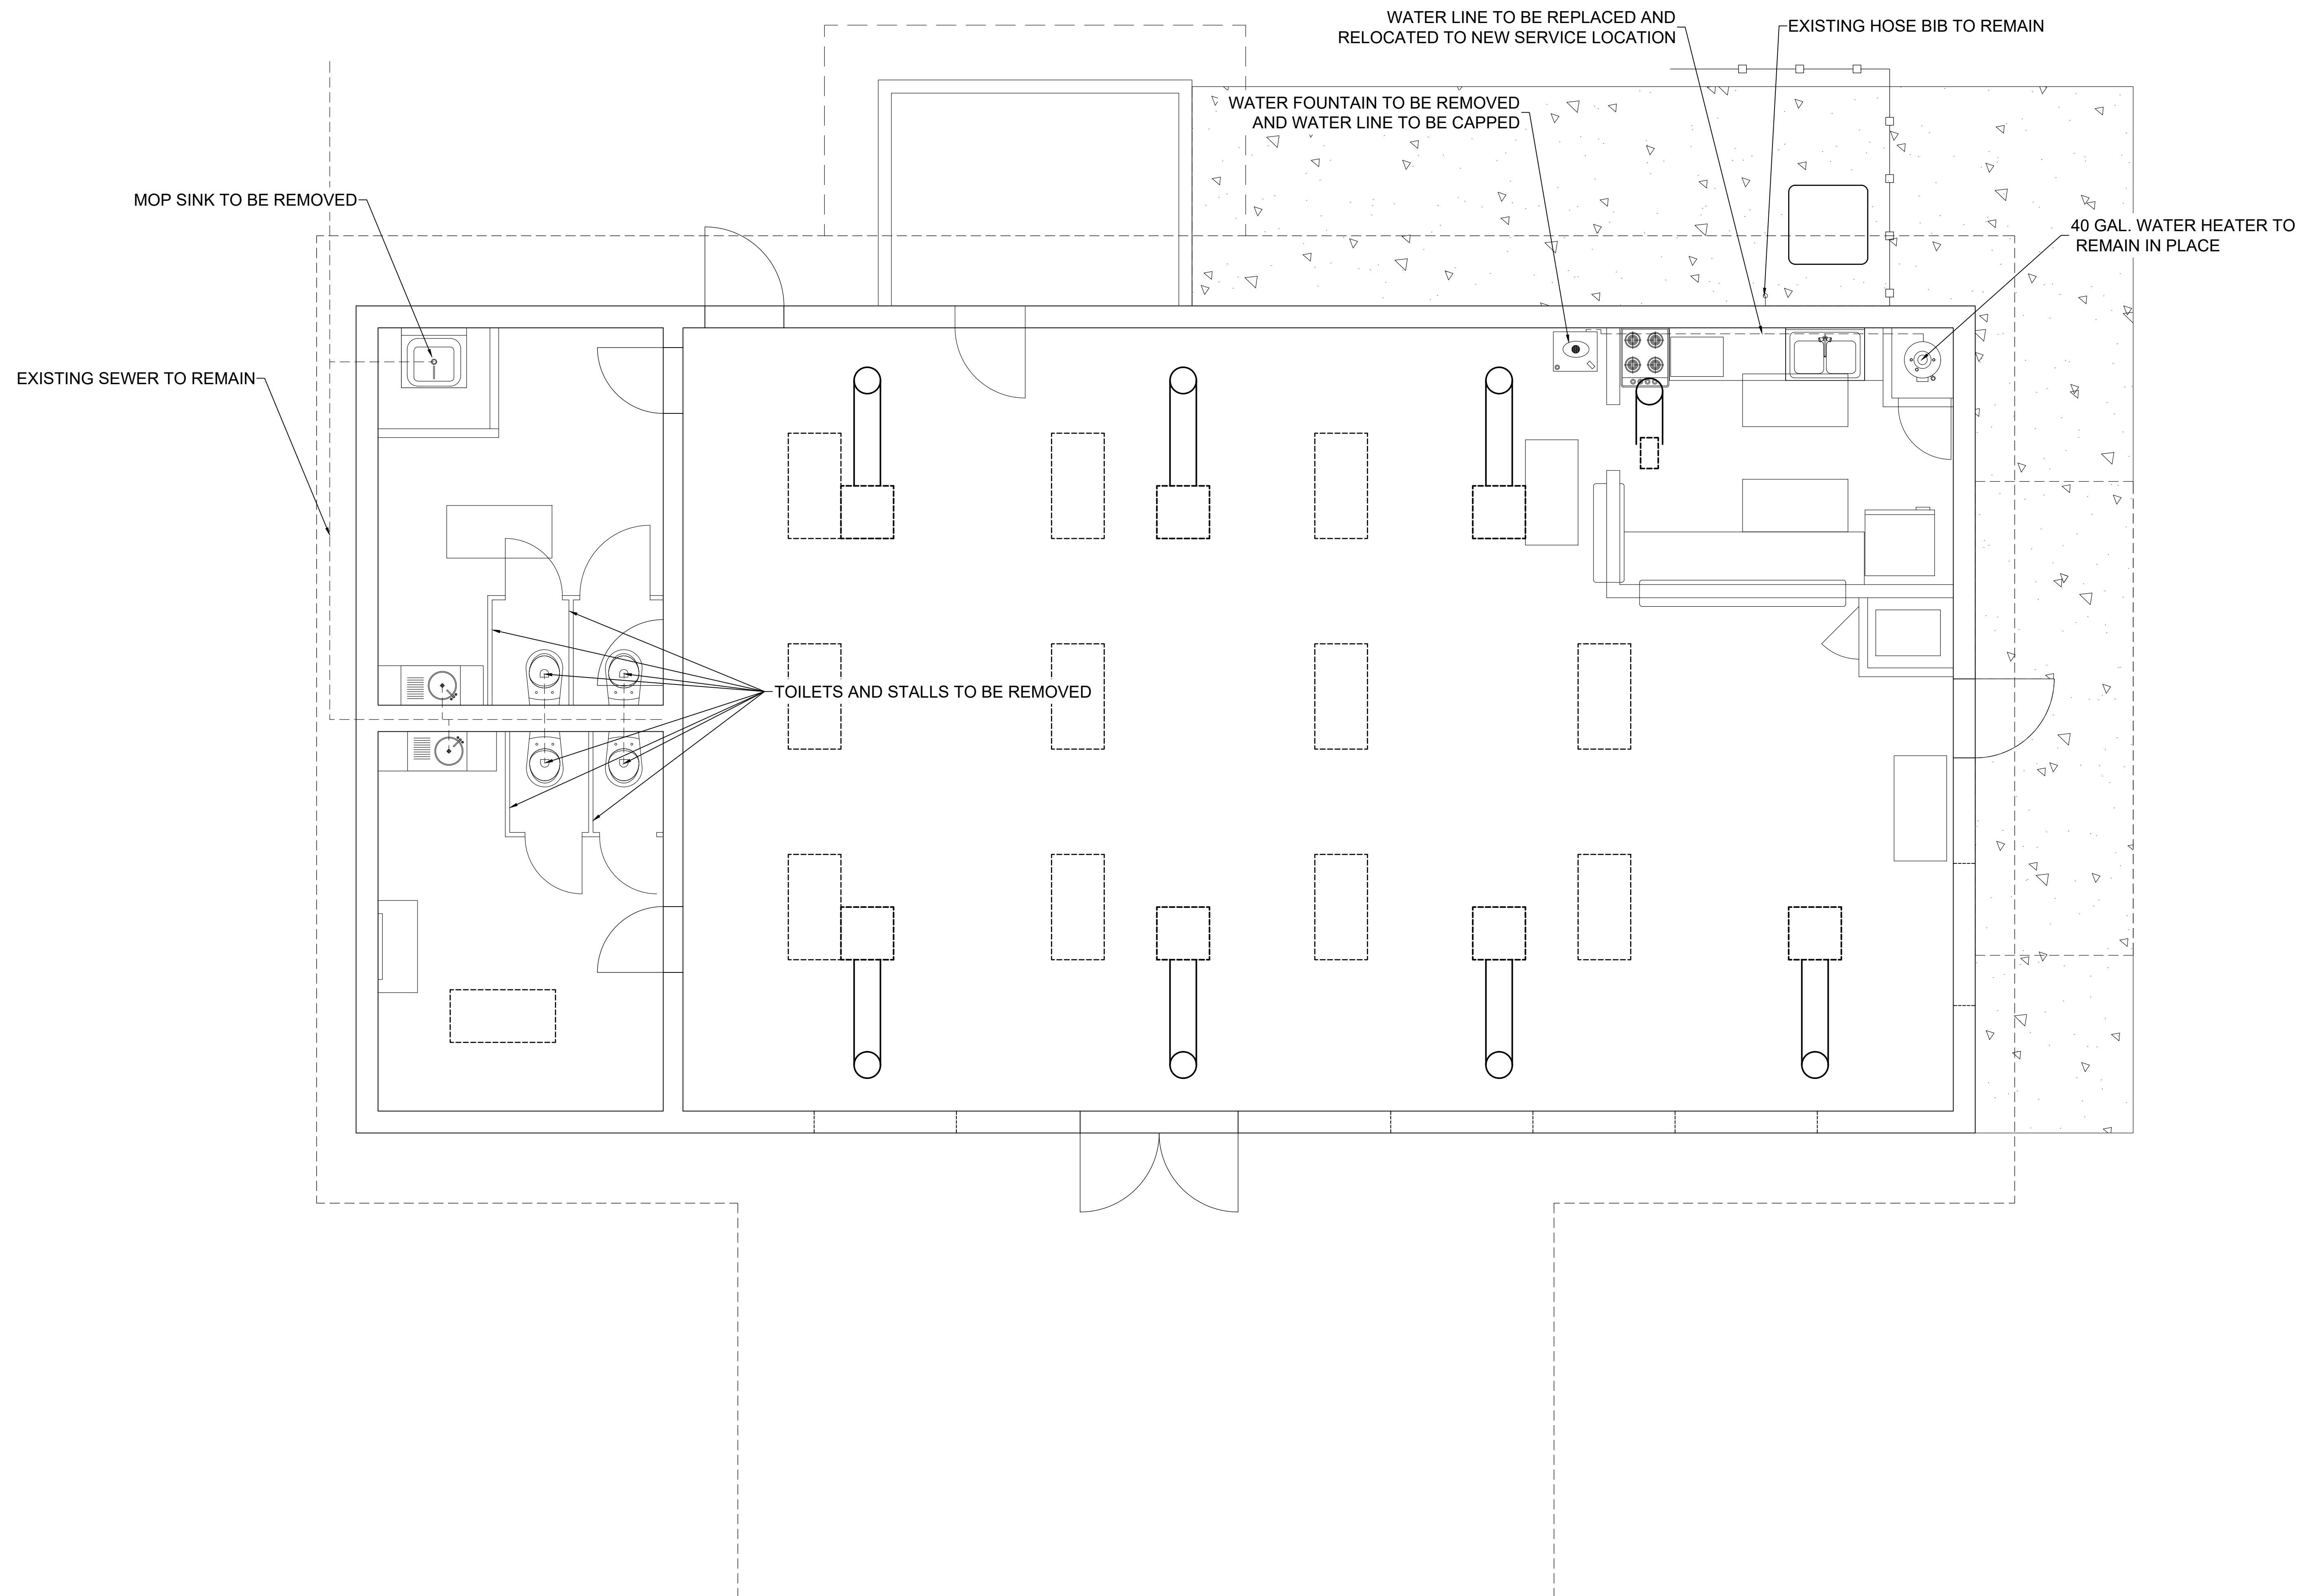 WATER LINE TO BE REPLACED AND
RELOCATED TO NEW SERVICE LOCATION
EXISTING HOSE BIB TO REMAIN
WATER FOUNTAIN TO BE REMOVED
AND WATER LINE TO BE CAPPED
MOP SINK TO BE REMOVED
40 GAL. WATER HEATER TO
REMAIN IN PLACE
EXISTING SEWER TO REMAIN
TOILETS AND STALLS TO BE REMOVED